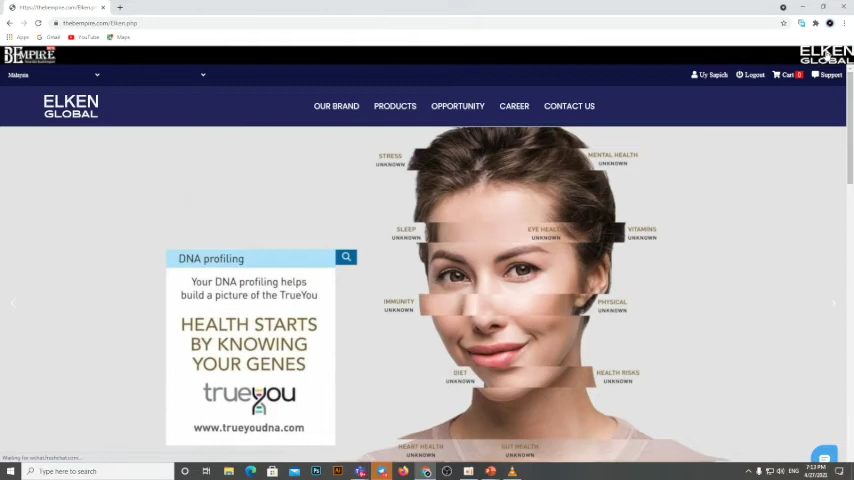 https://thebempire.com/Elken.php
thebempire.com/Elken.php
Apps
Gmail
YouTube
Maps
BEMPIRE
ELKEN
GLOBAL
Malaysia
Uy Sapich
Logout
Cart 0
Support
ELKEN
GLOBAL
OUR BRAND
PRODUCTS
OPPORTUNITY
CAREER
CONTACT US
STRESS
UNKNOWN
MENTAL HEALTH
UNKNOWN
SLEEP
UNKNOWN
EYE HEALTH
UNKNOWN
VITAMINS
UNKNOWN
DNA profiling
Your DNA profiling helps
build a picture of the TrueYou
HEALTH STARTS
BY KNOWING
YOUR GENES
trueyou
www.trueyoudna.com
IMMUNITY
UNKNOWN
PHYSICAL
UNKNOWN
DIET
UNKNOWN
HEALTH RISKS
UNKNOWN
HEART HEALTH
UNKNOWN
GUT HEALTH
UNKNOWN
Waiting for wchat.freshchat.com...
Type here to search
ENG
7:13 PM
4/27/2021